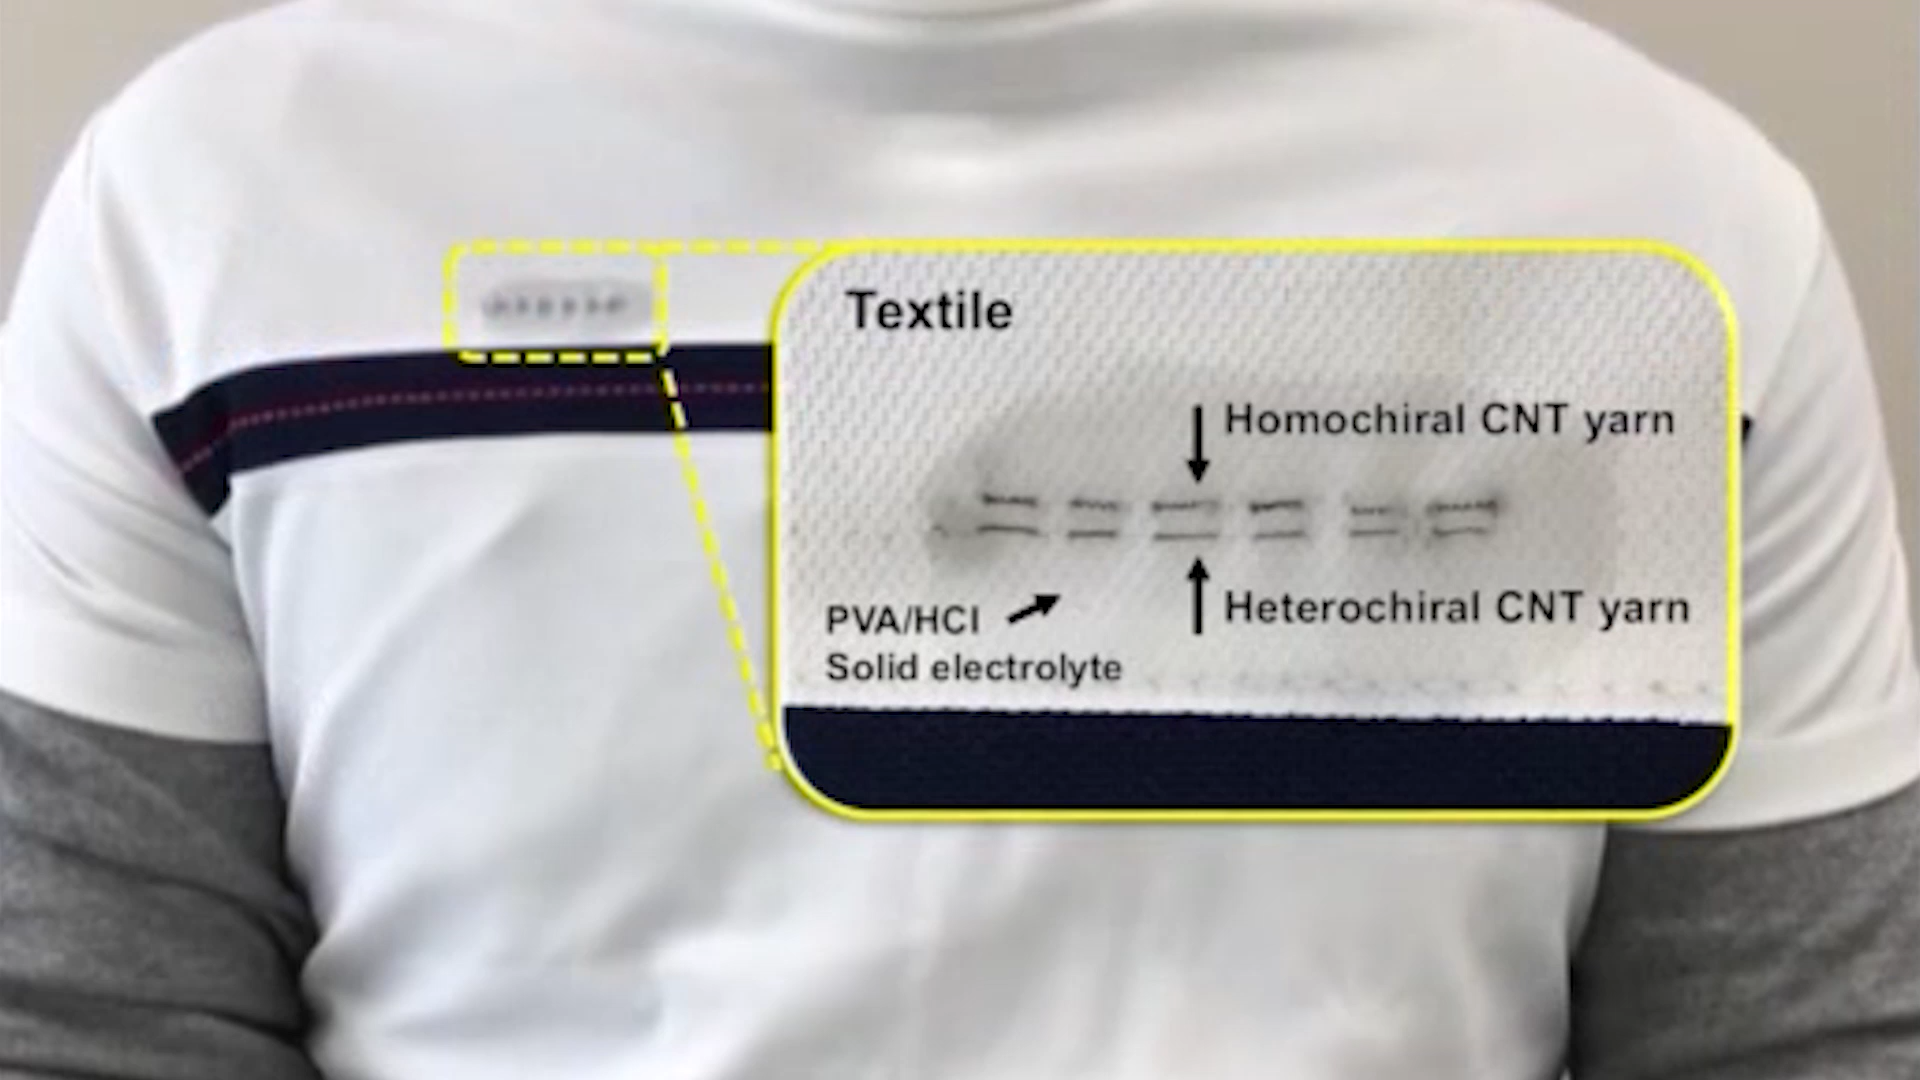 Textile
Homochiral CNT yarn
Heterochiral CNT yarn
PVA/HCl
Solid electrolyte